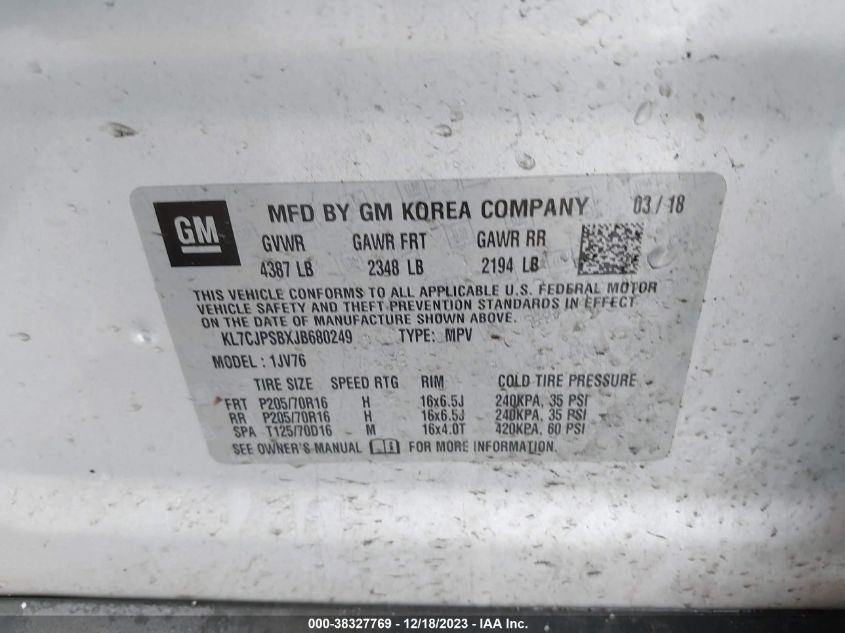 GM
MFD BY GM KOREA COMPANY 03/18
GVWR GAWR FRT GAWR RR
4387 LB 2348 LB 2194 LB
THIS VEHICLE CONFORMS TO ALL APPLICABLE U.S. FEDERAL MOTOR
VEHICLE SAFETY AND THEFT PREVENTION STANDARDS IN EFFECT
ON THE DATE OF MANUFACTURE SHOWN ABOVE.
KL7CJPSBXJB680249 TYPE: MPV
MODEL: 1JV76
TIRE SIZE SPEED RTG RIM COLD TIRE PRESSURE
FRT P205/70R16 H 16x6.5J 240KPA, 35 PSI
RR P205/70R16 H 16x6.5J 240KPA, 35 PSI
SPA T125/70D16 M 16x4.0T 420KPA, 60 PSI
SEE OWNER'S MANUAL FOR MORE INFORMATION.
000-38327769 - 12/18/2023 - © IAA, Inc.